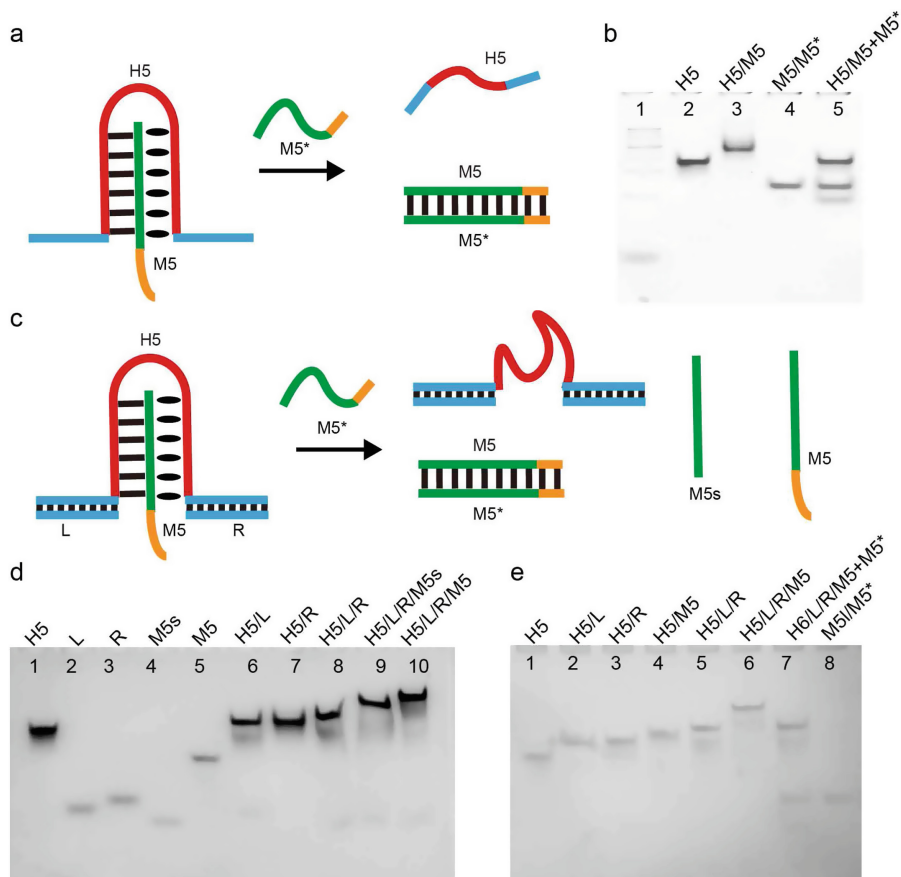 a
H5
M5
M5*
H5
M5
M5*
b
H5
H5/M5
M5/M5*
H5/M5+M5*
1
2
3
4
5
c
H5
L
M5
R
M5*
M5
M5*
M5s
M5
d
H5
L
R
M5s
M5
H5/L
H5/R
H5/L/R
H5/L/R/M5s
H5/L/R/M5
1
2
3
4
5
6
7
8
9
10
e
H5
H5/L
H5/R
H5/M5
H5/L/R
H5/L/R/M5
H6/L/R/M5+M5*
M5/M5*
1
2
3
4
5
6
7
8